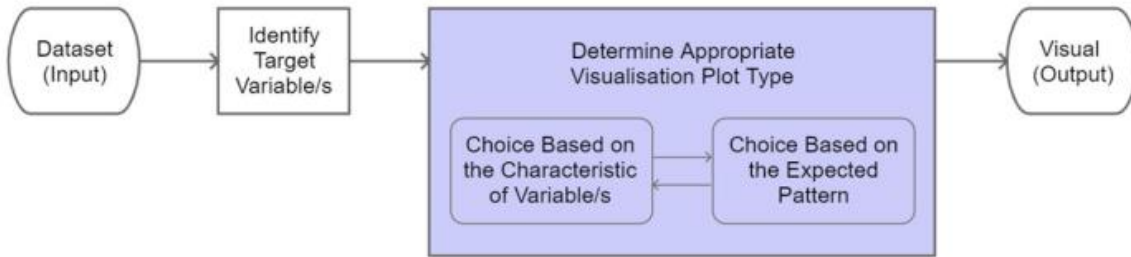 Dataset
(Input)
Identify
Target
Variable/s
Determine Appropriate
Visualisation Plot Type
Choice Based on
the Characteristic
of Variable/s
Choice Based on
the Expected
Pattern
Visual
(Output)